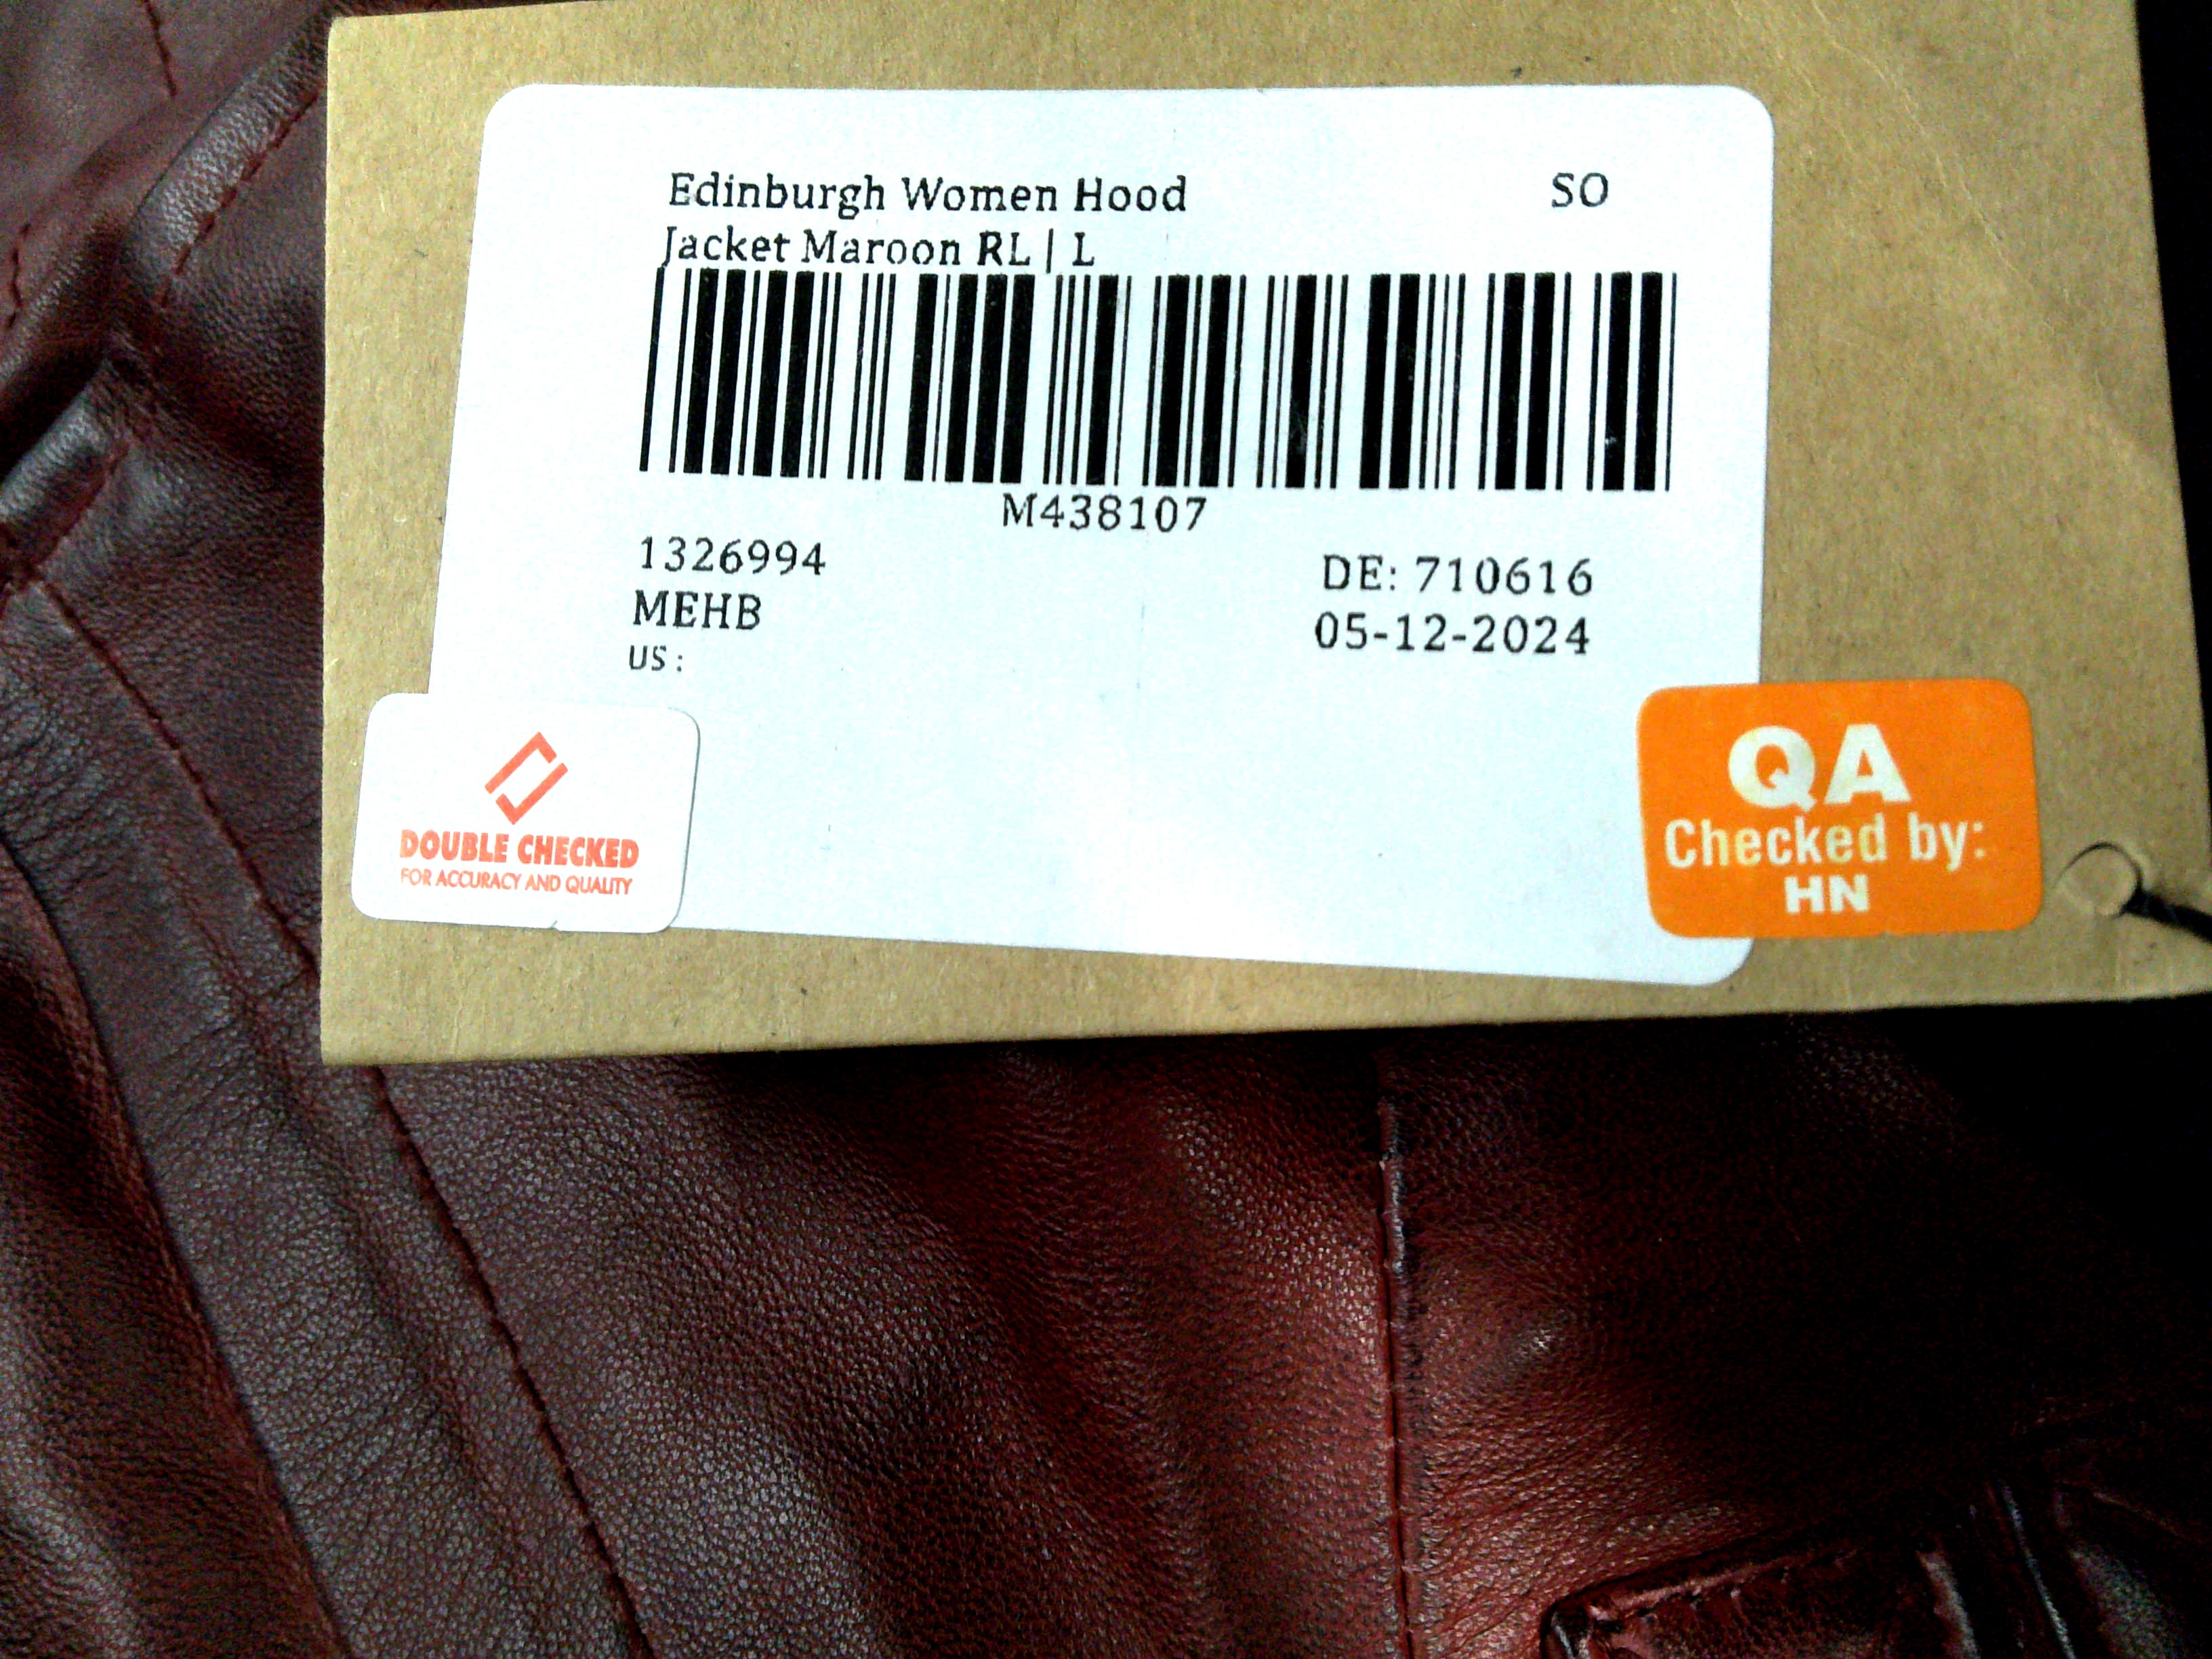 Edinburgh Women Hood
Jacket Maroon RL | L
SO
M438107
1326994
MEHB
US :
DE: 710616
05-12-2024
DOUBLE CHECKED
FOR ACCURACY AND QUALITY
QA
Checked by:
HN